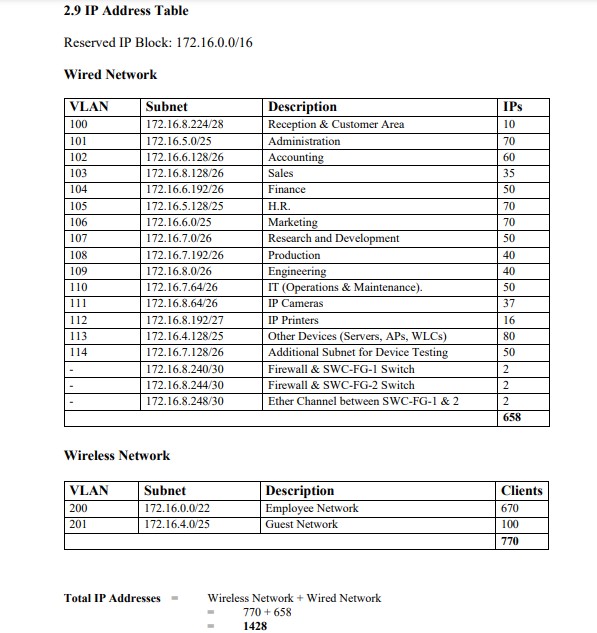 2.9 IP Address Table
Reserved IP Block: 172.16.0.0/16
Wired Network
VLAN Subnet Description IPs
100 172.16.8.224/28 Reception & Customer Area 10
101 172.16.5.0/25 Administration 70
102 172.16.6.128/26 Accounting 60
103 172.16.8.128/26 Sales 35
104 172.16.6.192/26 Finance 50
105 172.16.5.128/25 H.R. 70
106 172.16.6.0/25 Marketing 70
107 172.16.7.0/26 Research and Development 50
108 172.16.7.192/26 Production 40
109 172.16.8.0/26 Engineering 40
110 172.16.7.64/26 IT (Operations & Maintenance). 50
111 172.16.8.64/26 IP Cameras 37
112 172.16.8.192/27 IP Printers 16
113 172.16.4.128/25 Other Devices (Servers, APs, WLCs) 80
114 172.16.7.128/26 Additional Subnet for Device Testing 50
- 172.16.8.240/30 Firewall & SWC-FG-1 Switch 2
- 172.16.8.244/30 Firewall & SWC-FG-2 Switch 2
- 172.16.8.248/30 Ether Channel between SWC-FG-1 & 2 2
658
Wireless Network
VLAN Subnet Description Clients
200 172.16.0.0/22 Employee Network 670
201 172.16.4.0/25 Guest Network 100
770
Total IP Addresses = Wireless Network + Wired Network
= 770 + 658
= 1428